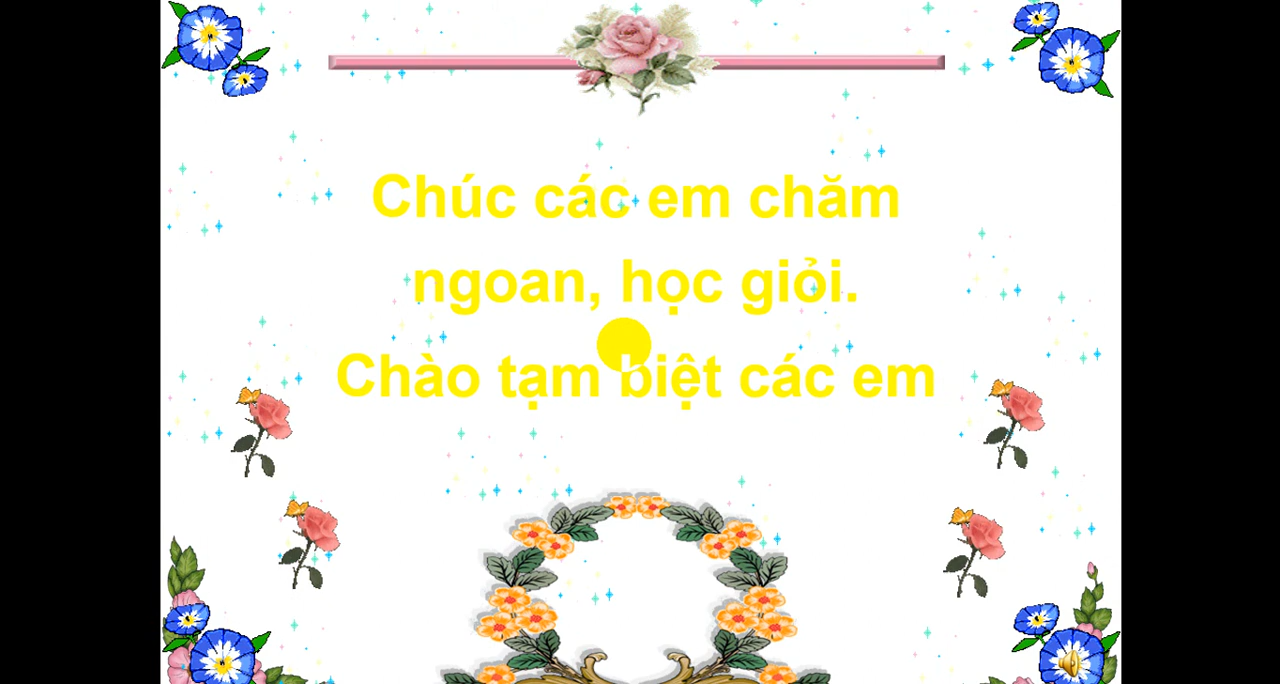 Chúc các em chăm
ngoan, học giỏi.
Chào tạm biệt các em